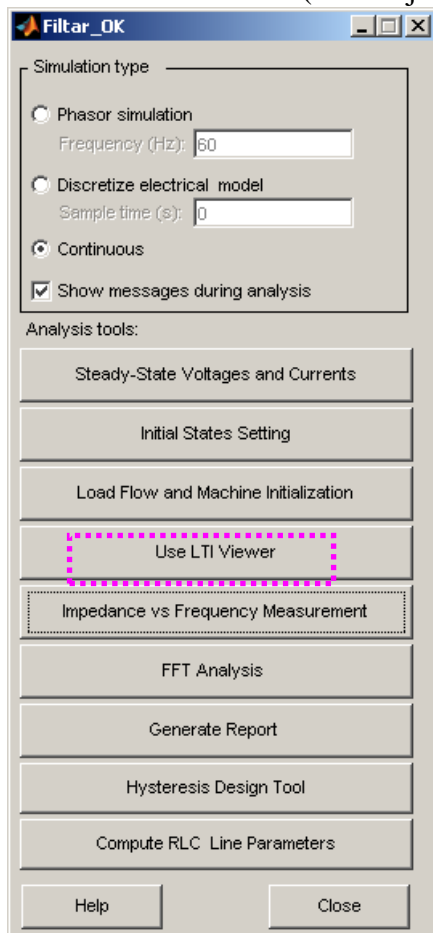 Filtar_OK
Simulation type
Phasor simulation
Frequency (Hz): 60
Discretize electrical model
Sample time (s): 0
Continuous
Show messages during analysis
Analysis tools:
Steady-State Voltages and Currents
Initial States Setting
Load Flow and Machine Initialization
Use LTI Viewer
Impedance vs Frequency Measurement
FFT Analysis
Generate Report
Hysteresis Design Tool
Compute RLC Line Parameters
Help Close